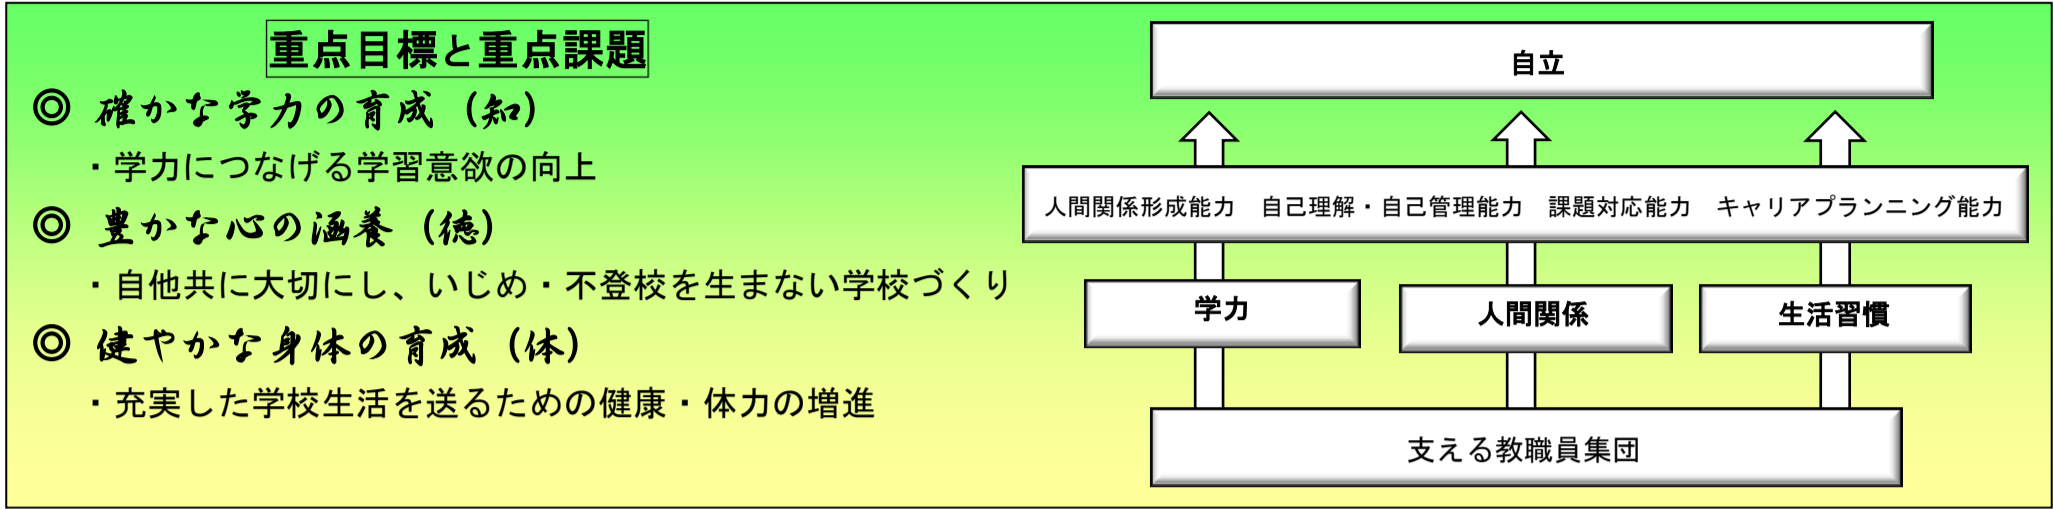 重点目標と重点課題
◎ 確かな学力の育成（知）
・学力につなげる学習意欲の向上
◎ 豊かな心の涵養（徳）
・自他共に大切にし、いじめ・不登校を生まない学校づくり
◎ 健やかな身体の育成（体）
・充実した学校生活を送るための健康・体力の増進
自立
人間関係形成能力　自己理解・自己管理能力　課題対応能力　キャリアプランニング能力
学力
人間関係
生活習慣
支える教職員集団